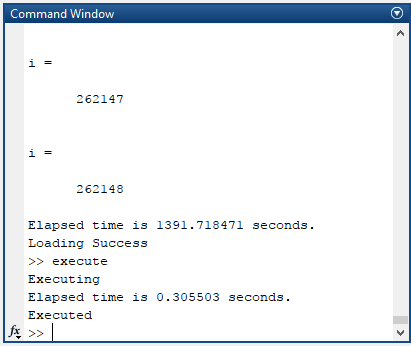 Command Window
i =
262147
i =
262148
Elapsed time is 1391.718471 seconds.
Loading Success
>> execute
Executing
Elapsed time is 0.305503 seconds.
Executed
fx >>